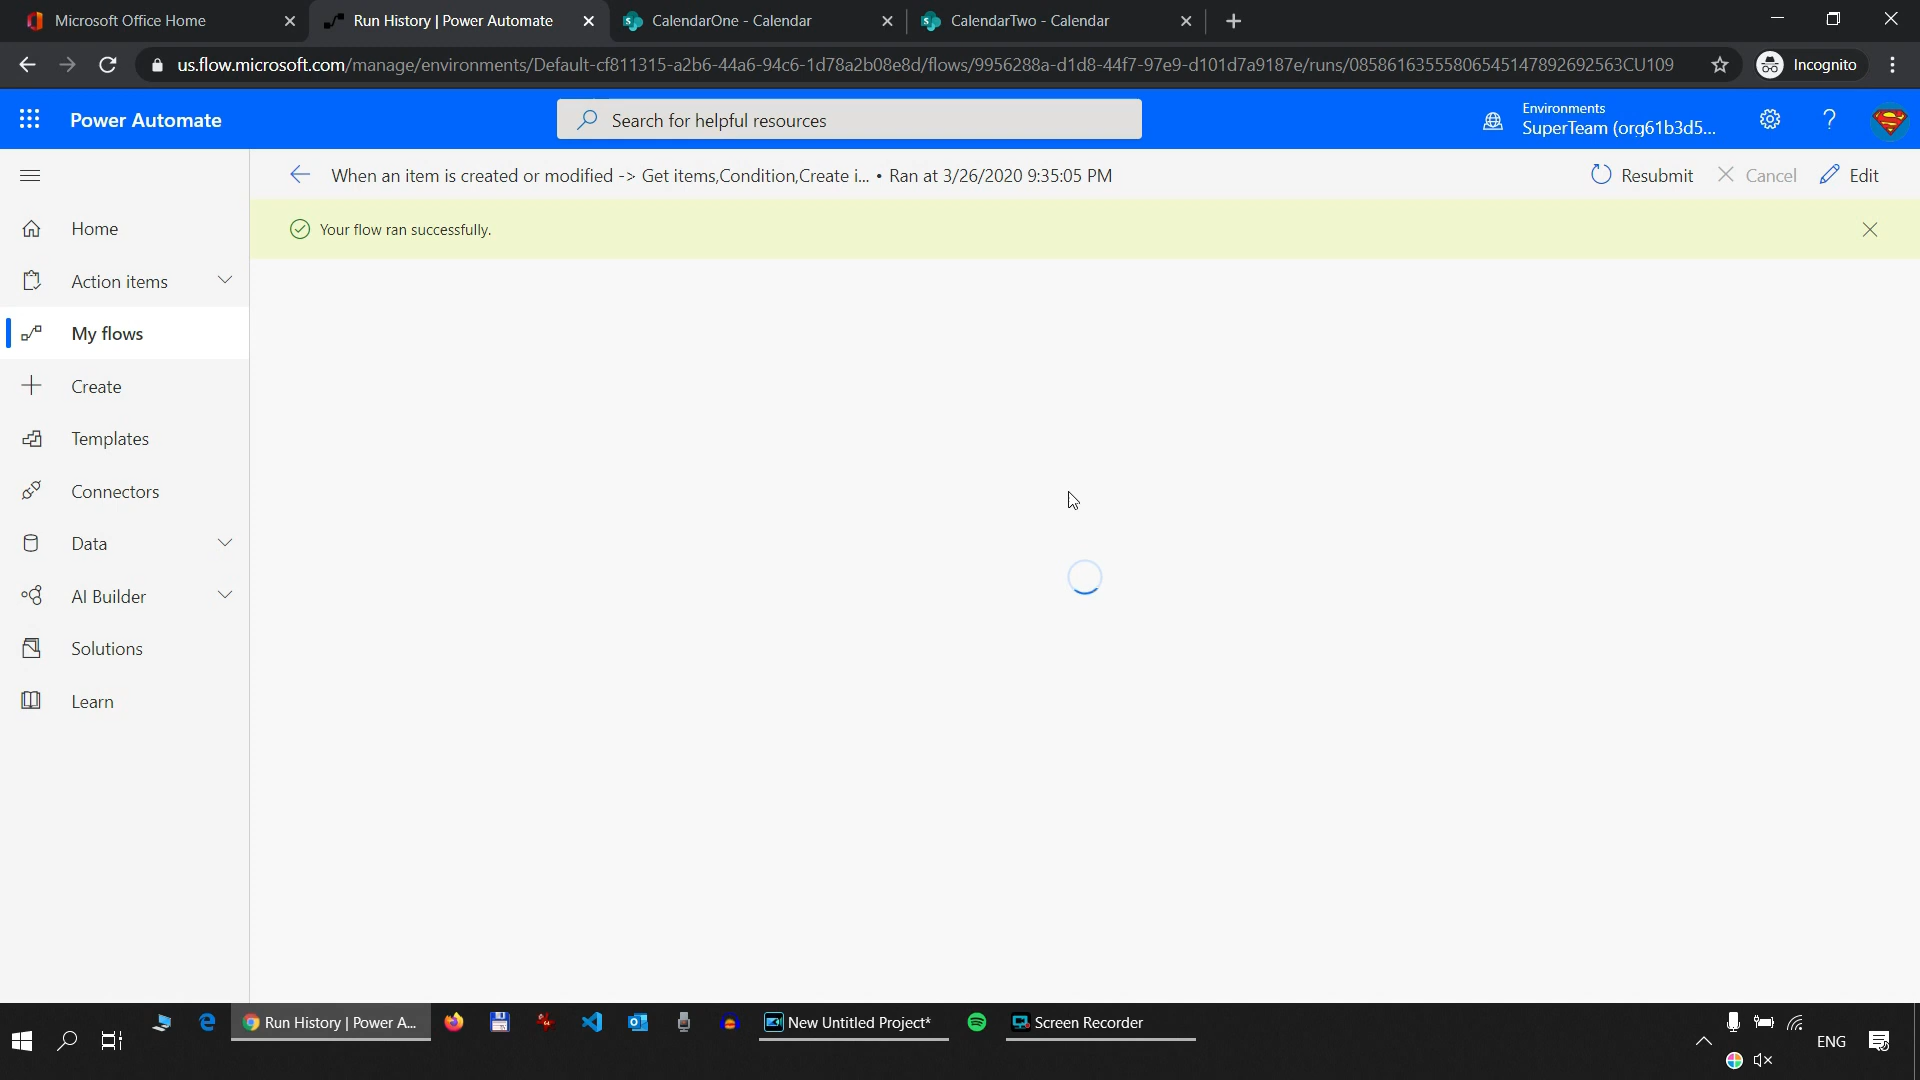 Microsoft Office Home
Run History | Power Automate
CalendarOne - Calendar
CalendarTwo - Calendar
us.flow.microsoft.com/manage/environments/Default-cf811315-a2b6-44a6-94c6-1d78a2b08e8d/flows/9956288a-d1d8-44f7-97e9-d101d7a9187e/runs/08586163555806545147892692563CU109
Incognito
Power Automate
Search for helpful resources
Environments
SuperTeam (org61b3d5...
When an item is created or modified -> Get items,Condition,Create i... • Ran at 3/26/2020 9:35:05 PM
Resubmit
Cancel
Edit
Your flow ran successfully.
Home
Action items
My flows
Create
Templates
Connectors
Data
AI Builder
Solutions
Learn
Run History | Power A...
New Untitled Project*
Screen Recorder
ENG